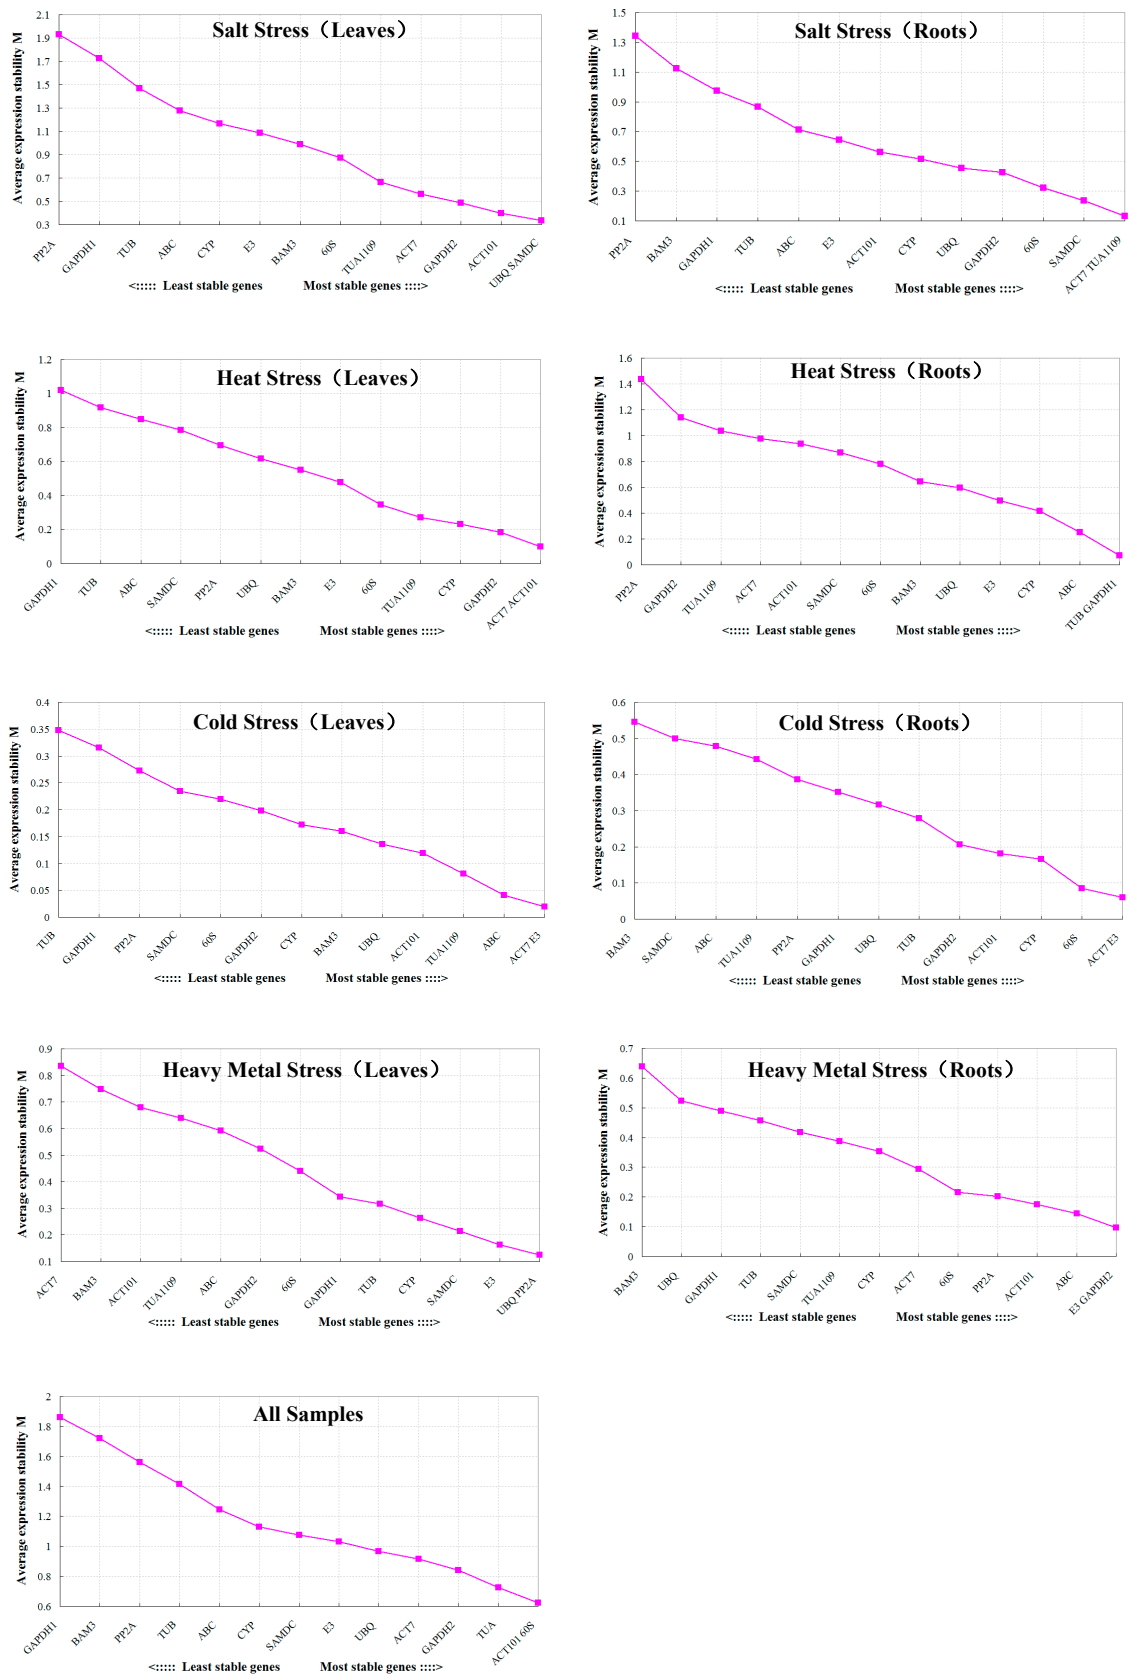 Salt Stress（Leaves）
Average expression stability M
2.1
1.9
1.7
1.5
1.3
1.1
0.9
0.7
0.5
0.3
PP2A
GAPDH1
TUB
ABC
CYP
E3
BAM3
60S
TUA1109
ACT7
GAPDH2
ACT101
UBQ SAMDC
<::::: Least stable genes Most stable genes ::::>
Salt Stress（Roots）
Average expression stability M
1.5
1.3
1.1
0.9
0.7
0.5
0.3
0.1
PP2A
BAM3
GAPDH1
TUB
ABC
E3
ACT101
CYP
UBQ
GAPDH2
60S
SAMDC
ACT7 TUA1109
<::::: Least stable genes Most stable genes ::::>
Heat Stress（Leaves）
Average expression stability M
1.2
1
0.8
0.6
0.4
0.2
0
GAPDH1
TUB
ABC
SAMDC
PP2A
UBQ
BAM3
E3
60S
TUA1109
CYP
GAPDH2
ACT7 ACT101
<::::: Least stable genes Most stable genes ::::>
Heat Stress（Roots）
Average expression stability M
1.6
1.4
1.2
1
0.8
0.6
0.4
0.2
0
PP2A
GAPDH2
TUA1109
ACT7
ACT101
SAMDC
60S
BAM3
UBQ
E3
CYP
ABC
TUB GAPDH1
<::::: Least stable genes Most stable genes ::::>
Cold Stress（Leaves）
Average expression stability M
0.4
0.35
0.3
0.25
0.2
0.15
0.1
0.05
0
TUB
GAPDH1
PP2A
SAMDC
60S
GAPDH2
CYP
BAM3
UBQ
ACT101
TUA1109
ABC
ACT7 E3
<::::: Least stable genes Most stable genes ::::>
Cold Stress（Roots）
Average expression stability M
0.6
0.5
0.4
0.3
0.2
0.1
0
BAM3
SAMDC
ABC
TUA1109
PP2A
GAPDH1
UBQ
TUB
GAPDH2
ACT101
CYP
60S
ACT7 E3
<::::: Least stable genes Most stable genes ::::>
Heavy Metal Stress（Leaves）
Average expression stability M
0.9
0.8
0.7
0.6
0.5
0.4
0.3
0.2
0.1
ACT7
BAM3
ACT101
TUA1109
ABC
GAPDH2
60S
GAPDH1
TUB
CYP
SAMDC
E3
UBQ PP2A
<::::: Least stable genes Most stable genes ::::>
Heavy Metal Stress（Roots）
Average expression stability M
0.7
0.6
0.5
0.4
0.3
0.2
0.1
0
BAM3
UBQ
GAPDH1
TUB
SAMDC
TUA1109
CYP
ACT7
60S
PP2A
ACT101
ABC
E3 GAPDH2
<::::: Least stable genes Most stable genes ::::>
All Samples
Average expression stability M
2
1.8
1.6
1.4
1.2
1
0.8
0.6
GAPDH1
BAM3
PP2A
TUB
ABC
CYP
SAMDC
E3
UBQ
ACT7
GAPDH2
TUA
ACT101 60S
<::::: Least stable genes Most stable genes ::::>